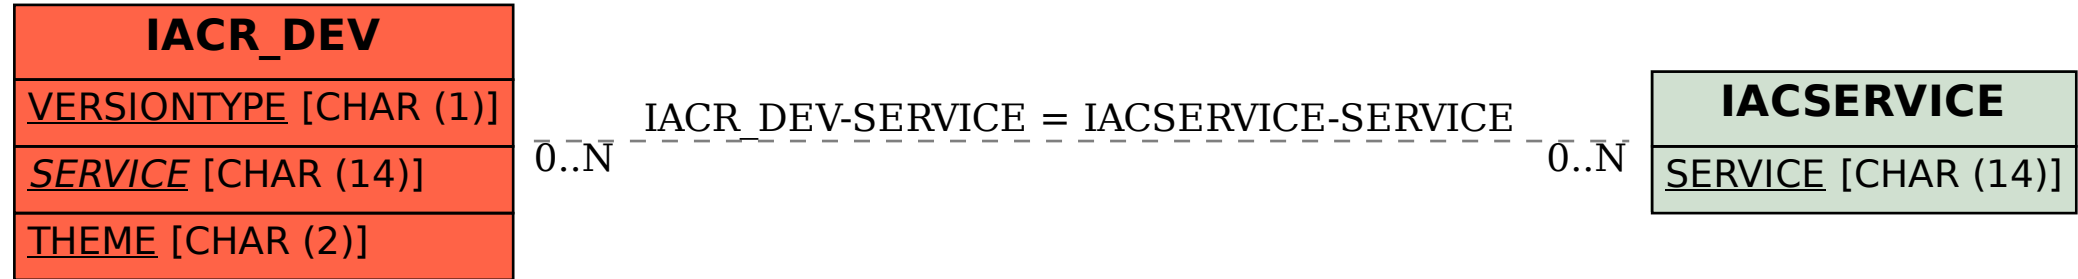 IACR_DEV
VERSIONTYPE [CHAR (1)]
SERVICE [CHAR (14)]
THEME [CHAR (2)]
IACR_DEV-SERVICE = IACSERVICE-SERVICE
0..N
0..N
IACSERVICE
SERVICE [CHAR (14)]